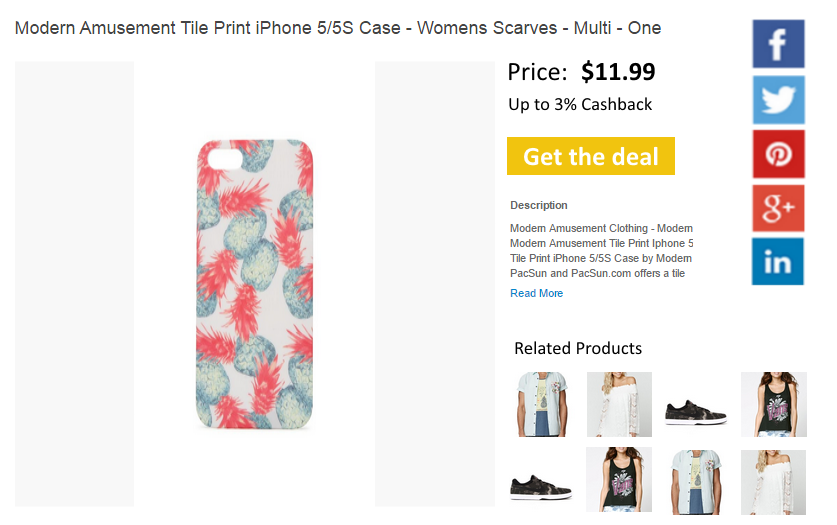 Modern Amusement Tile Print iPhone 5/5S Case - Womens Scarves - Multi - One
Price: $11.99
Up to 3% Cashback
Get the deal
Description
Modern Amusement Clothing - Modern
Modern Amusement Tile Print Iphone 5
Tile Print iPhone 5/5S Case by Modern
PacSun and PacSun.com offers a tile
Read More
Related Products
f
g+
in